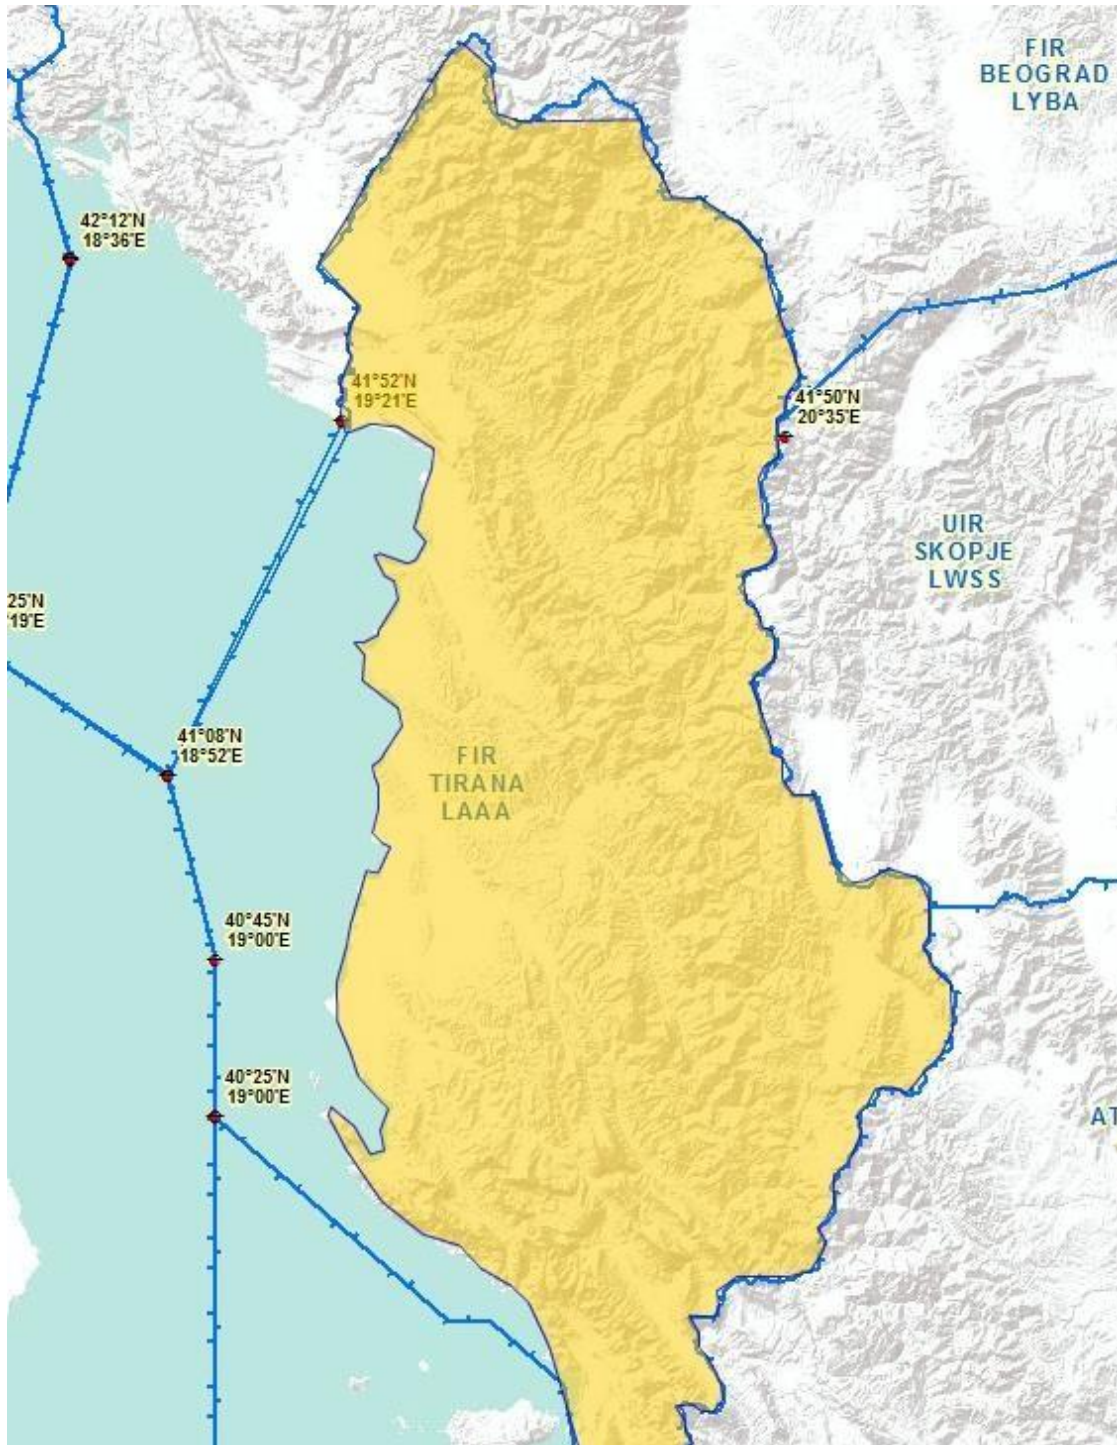 FIR
BEOGRAD
LYBA
42°12'N
18°36'E
41°52'N
19°21'E
41°50'N
20°35'E
UIR
SKOPJE
LWSS
25'N
19'E
41°08'N
18°52'E
FIR
TIRANA
LAAA
40°45'N
19°00'E
40°25'N
19°00'E
AT